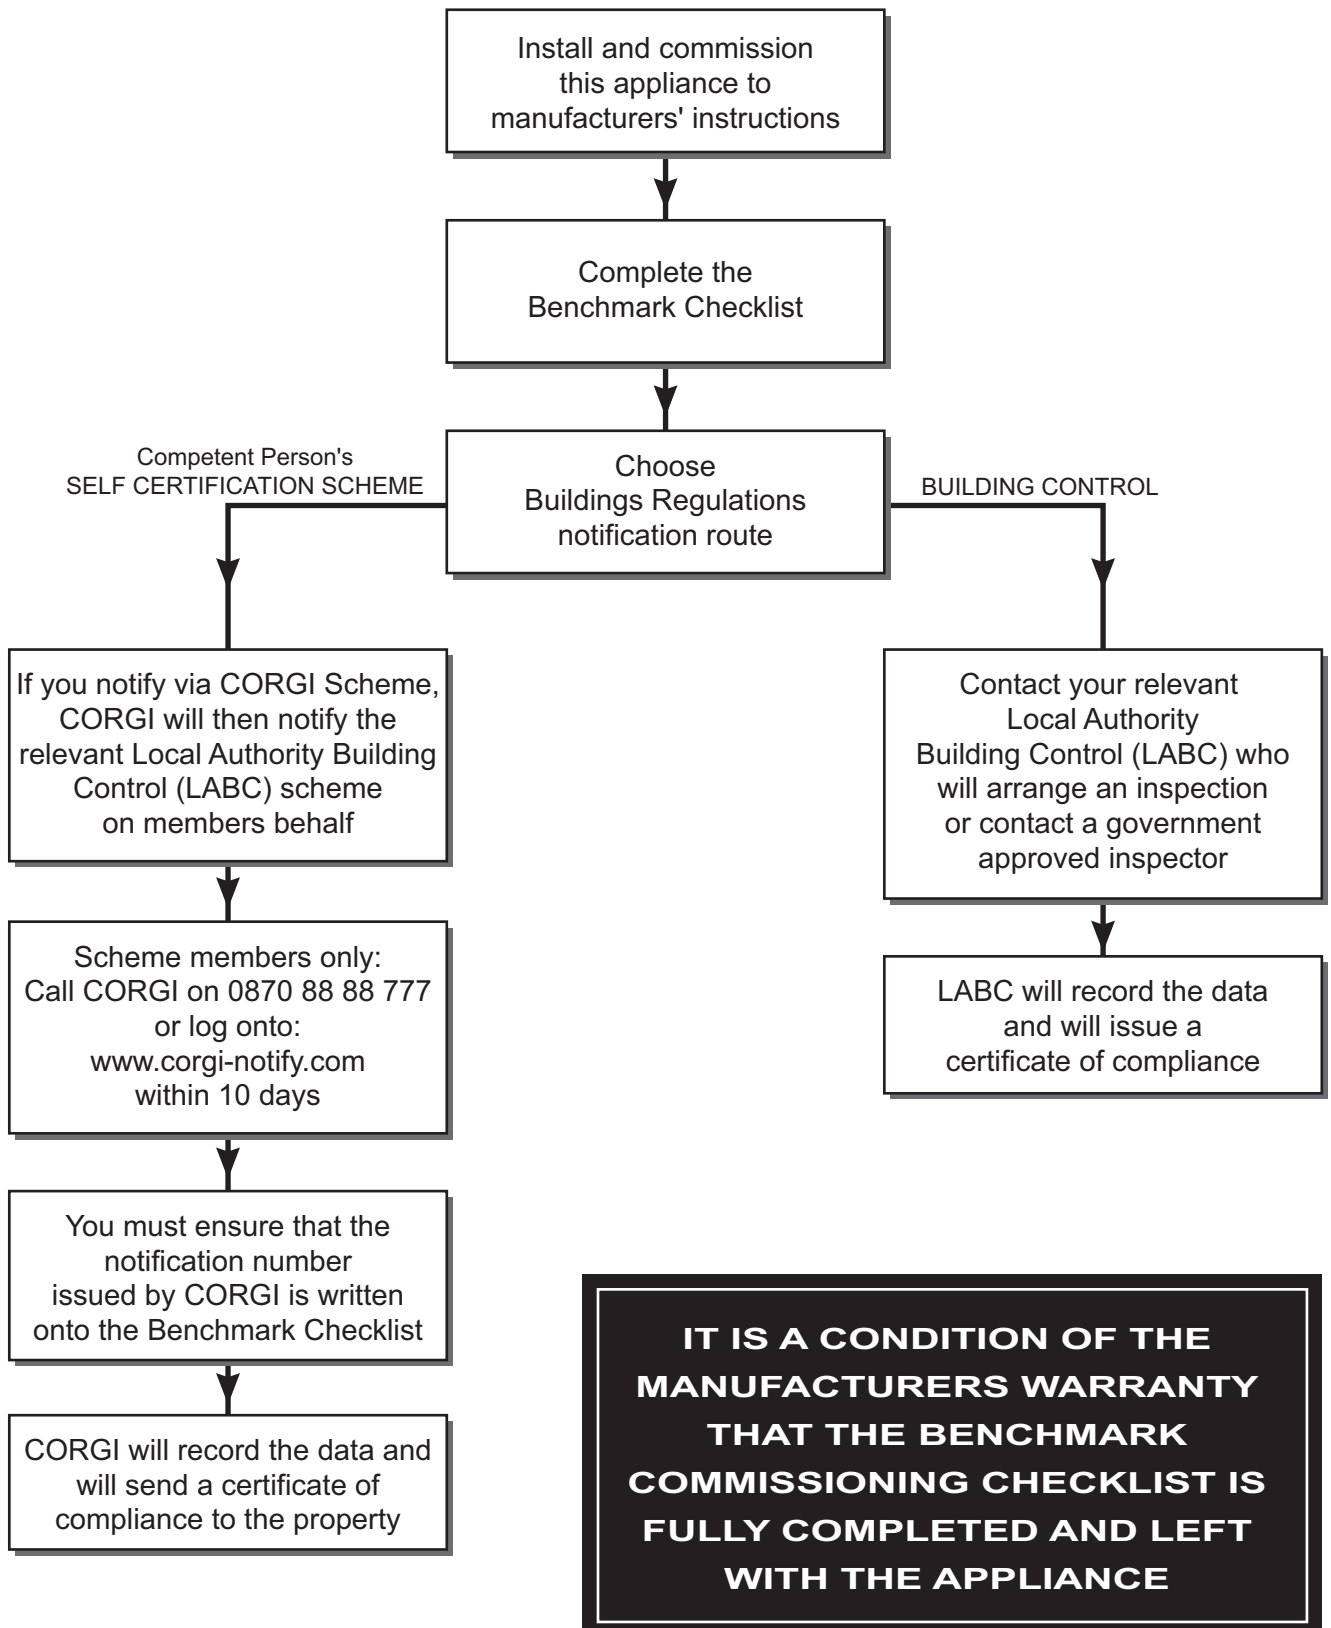 Install and commission
this appliance to
manufacturers' instructions
Complete the
Benchmark Checklist
Choose
Buildings Regulations
notification route
Competent Person's
SELF CERTIFICATION SCHEME
BUILDING CONTROL
If you notify via CORGI Scheme,
CORGI will then notify the
relevant Local Authority Building
Control (LABC) scheme
on members behalf
Scheme members only:
Call CORGI on 0870 88 88 777
or log onto:
www.corgi-notify.com
within 10 days
You must ensure that the
notification number
issued by CORGI is written
onto the Benchmark Checklist
CORGI will record the data and
will send a certificate of
compliance to the property
Contact your relevant
Local Authority
Building Control (LABC) who
will arrange an inspection
or contact a government
approved inspector
LABC will record the data
and will issue a
certificate of compliance
IT IS A CONDITION OF THE
MANUFACTURERS WARRANTY
THAT THE BENCHMARK
COMMISSIONING CHECKLIST IS
FULLY COMPLETED AND LEFT
WITH THE APPLIANCE